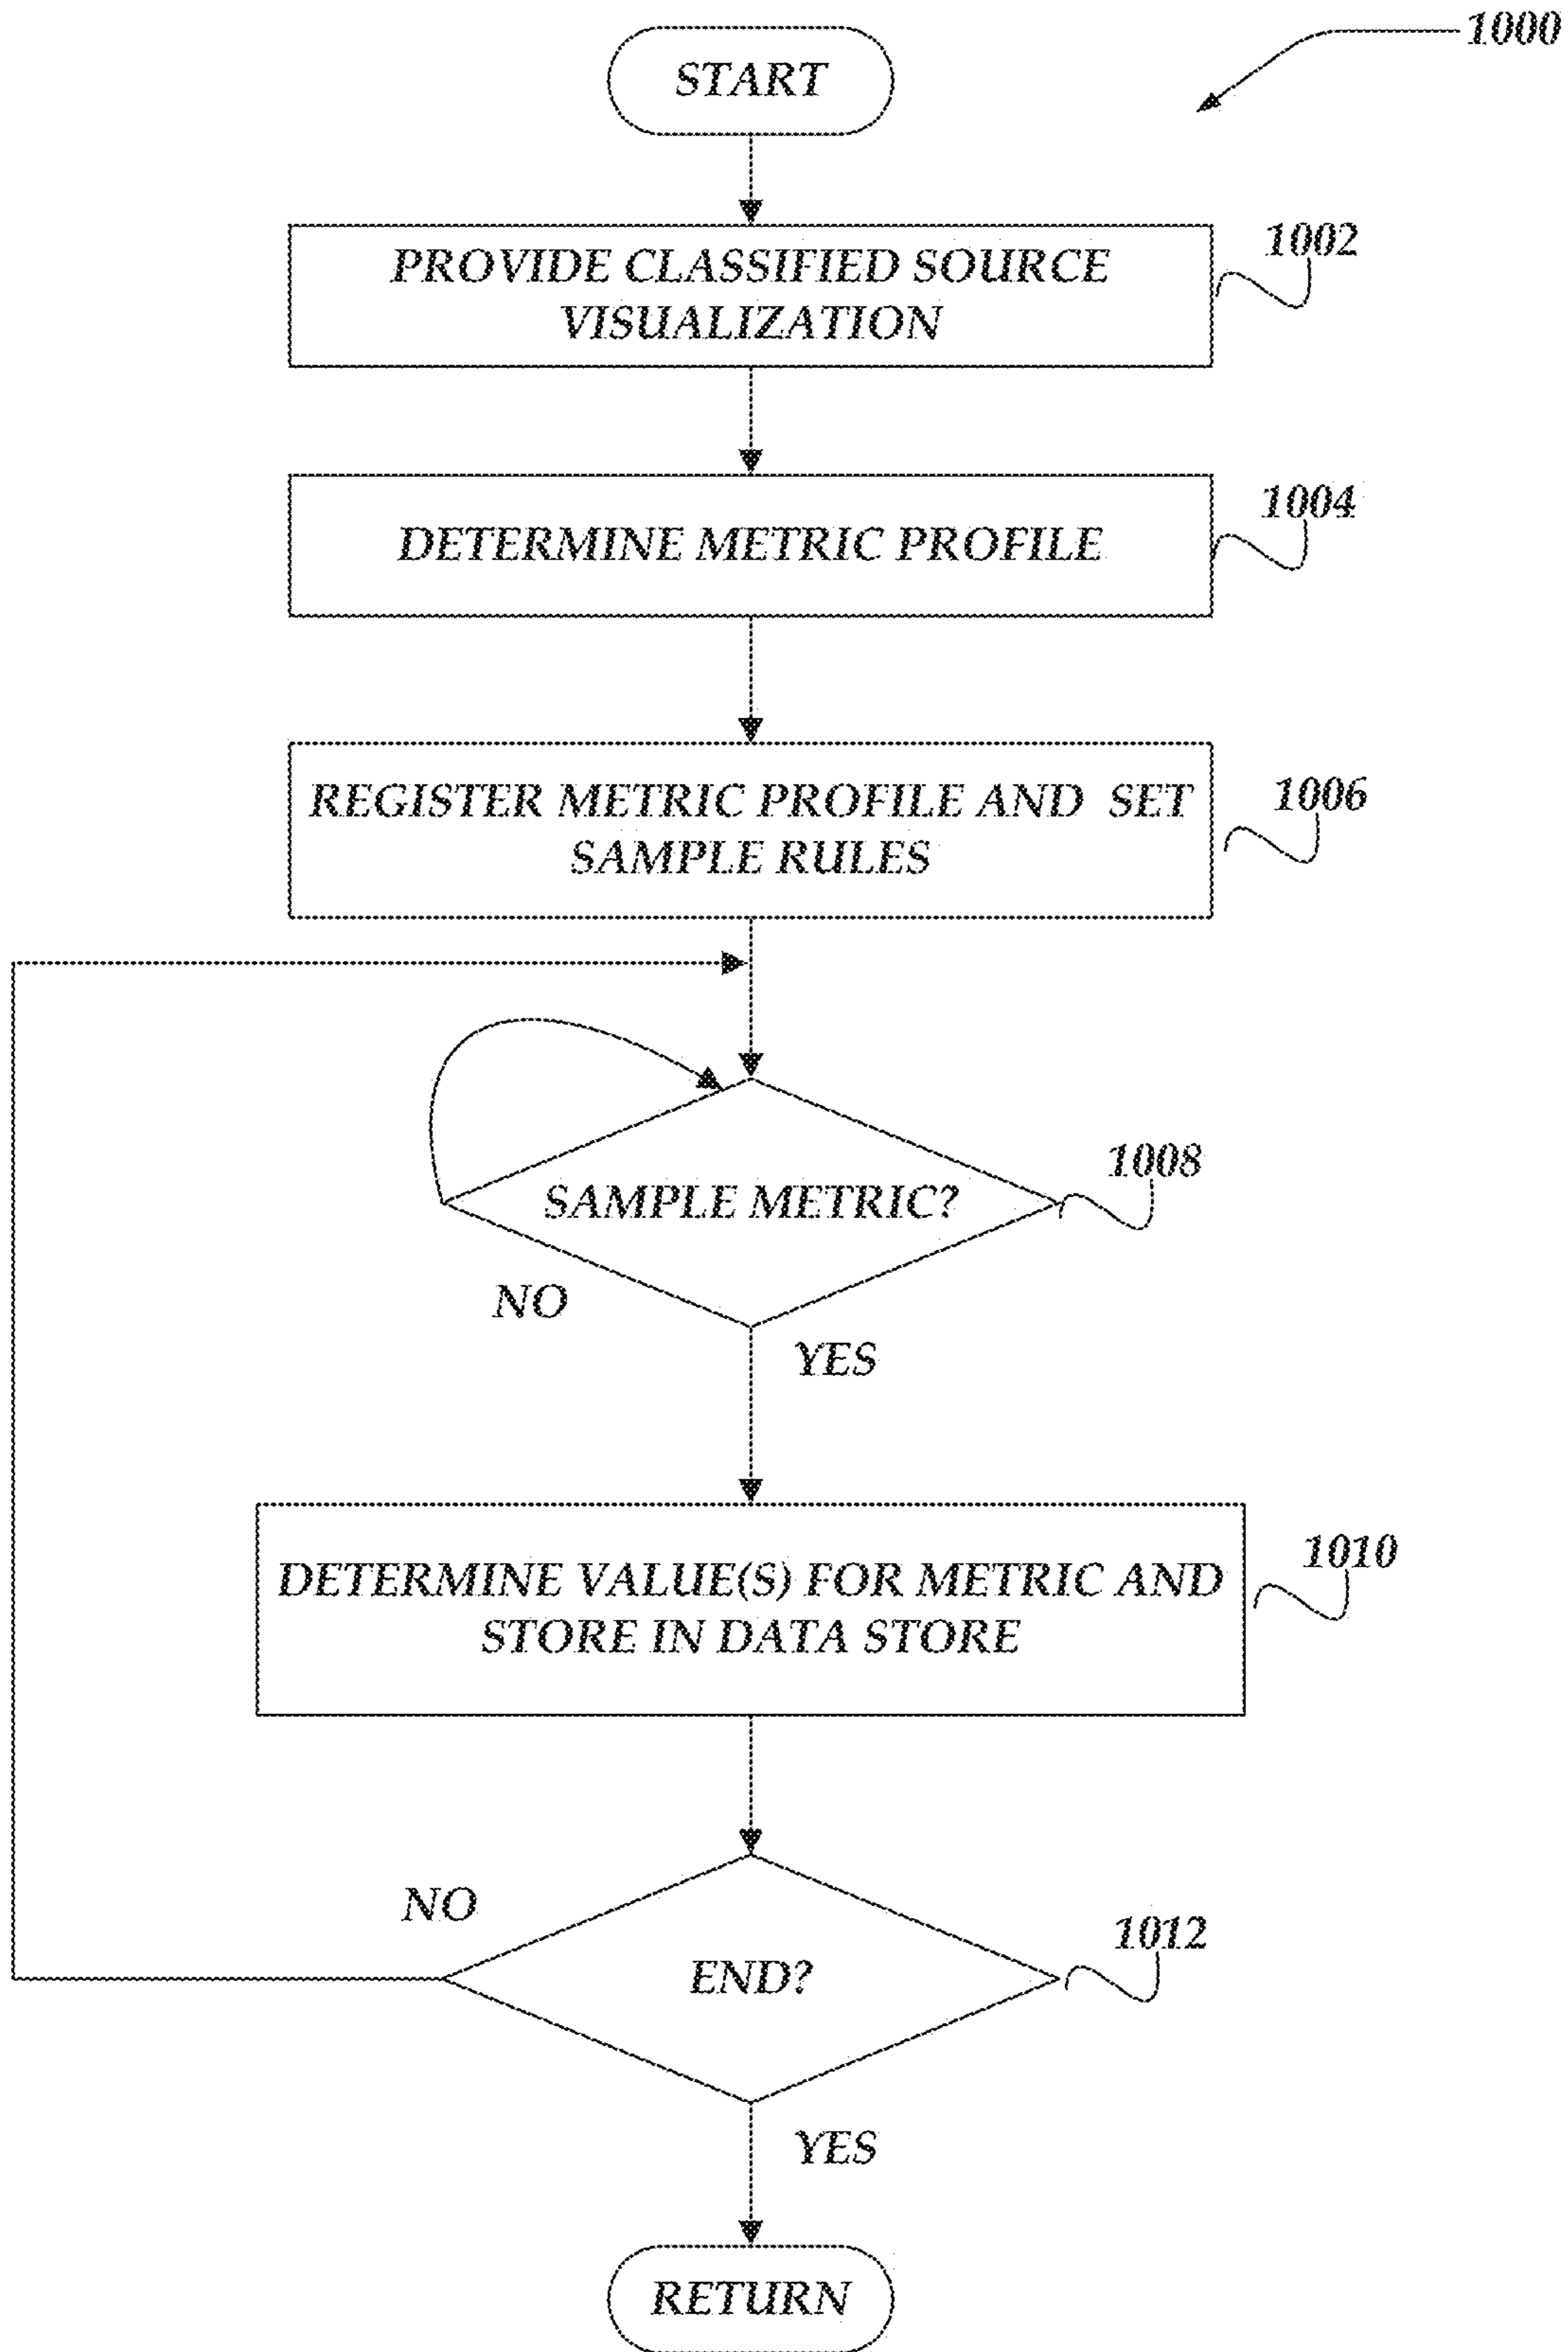 1000
START
PROVIDE CLASSIFIED SOURCE
VISUALIZATION
1002
DETERMINE METRIC PROFILE
1004
REGISTER METRIC PROFILE AND SET
SAMPLE RULES
1006
SAMPLE METRIC?
1008
NO
YES
DETERMINE VALUE(S) FOR METRIC AND
STORE IN DATA STORE
1010
NO
END?
1012
YES
RETURN